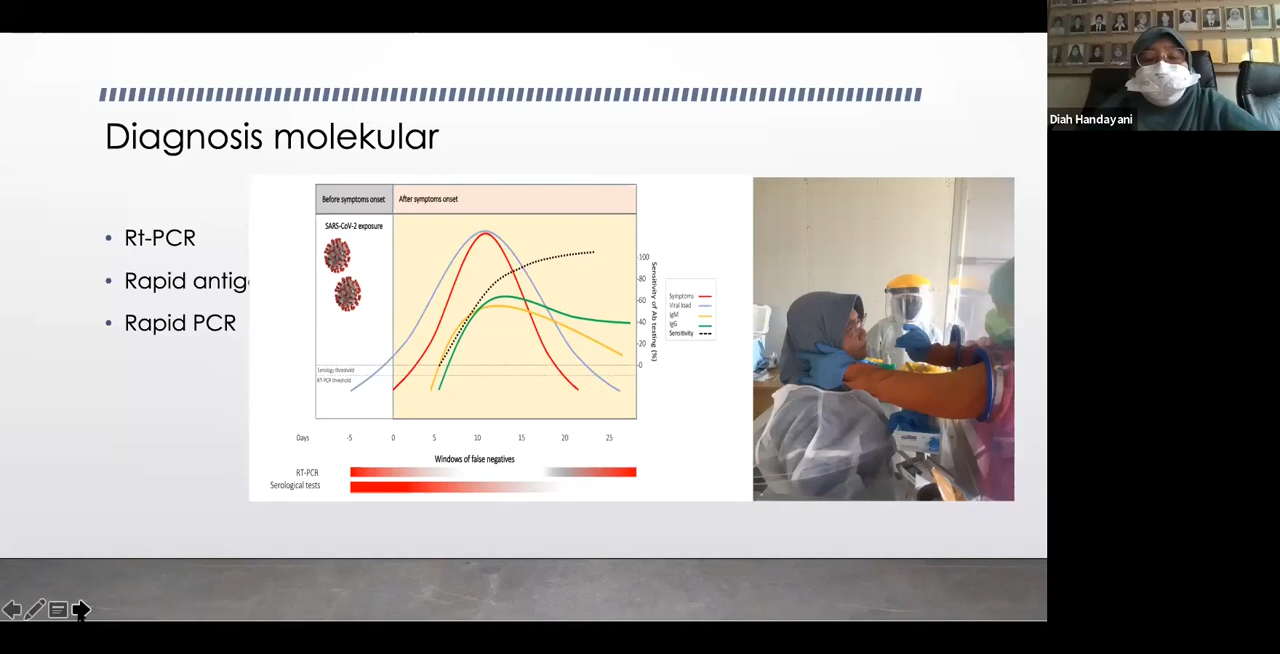 Diah Handayani
Diagnosis molekular
• Rt-PCR
• Rapid antig
• Rapid PCR
Before symptoms onset
After symptoms onset
SARS-CoV-2 exposure
100
80
60
40
20
0
Sensitivity of Ab testing (%)
Symptoms
Viral load
IgM
IgG
Sensitivity
Serology threshold
RT-PCR threshold
Days -5 0 5 10 15 20 25
Windows of false negatives
RT-PCR
Serological tests